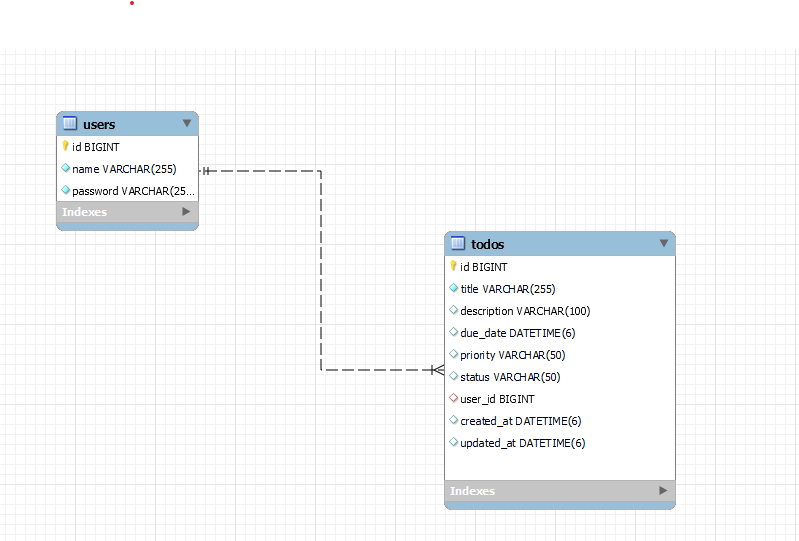 users
id BIGINT
name VARCHAR(255)
password VARCHAR(25...
Indexes
todos
id BIGINT
title VARCHAR(255)
description VARCHAR(100)
due_date DATETIME(6)
priority VARCHAR(50)
status VARCHAR(50)
user_id BIGINT
created_at DATETIME(6)
updated_at DATETIME(6)
Indexes